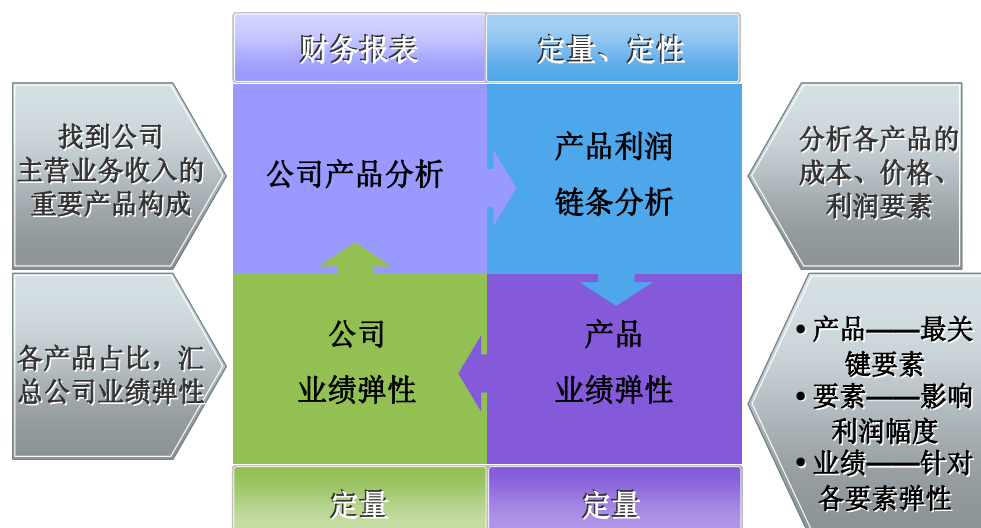 财务报表
定量、定性
找到公司
主营业务收入的
重要产品构成
公司产品分析
产品利润
链条分析
分析各产品的
成本、价格、
利润要素
各产品占比，汇
总公司业绩弹性
公司
业绩弹性
产品
业绩弹性
•产品——最关
键要素
•要素——影响
利润幅度
•业绩——针对
各要素弹性
定量
定量